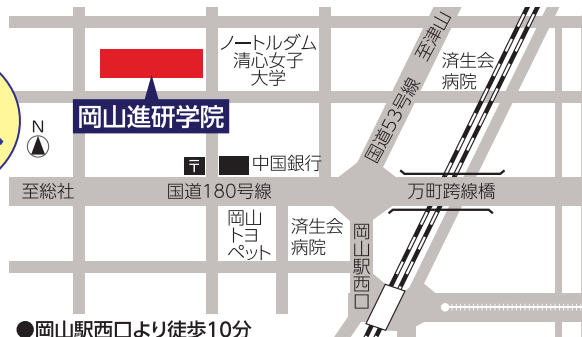 ノートルダム
清心女子
大学
至津山
済生会
病院
国道53号線
岡山進研学院
N
〒
中国銀行
至総社
国道180号線
万町跨線橋
岡山
トヨ
ペット
済生会
病院
岡山駅西口
●岡山駅西口より徒歩10分